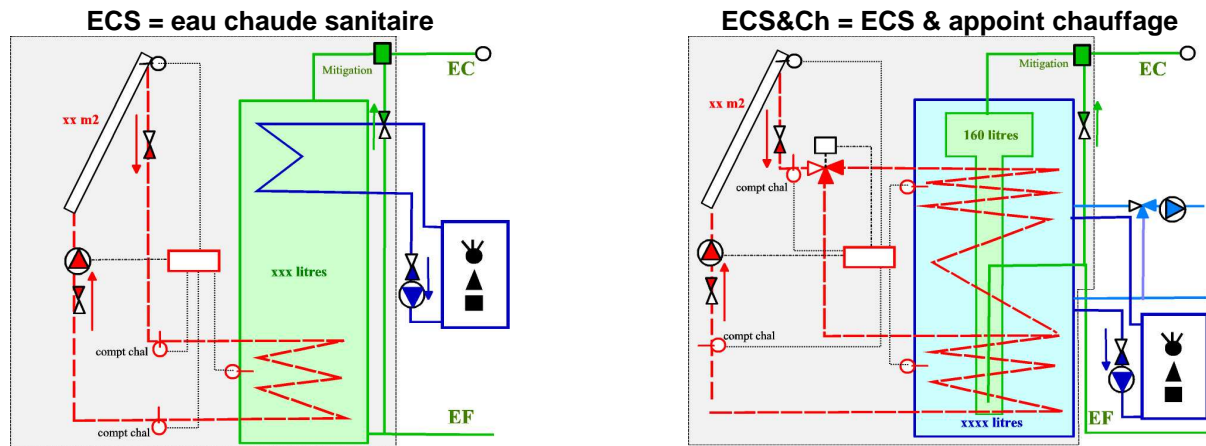 ECS = eau chaude sanitaire
Mitigation
EC
xx m2
xxx litres
compt chal
EF
compt chal
ECS&Ch = ECS & appoint chauffage
Mitigation
EC
xx m2
160 litres
compt chal
compt chal
EF
xxxx litres